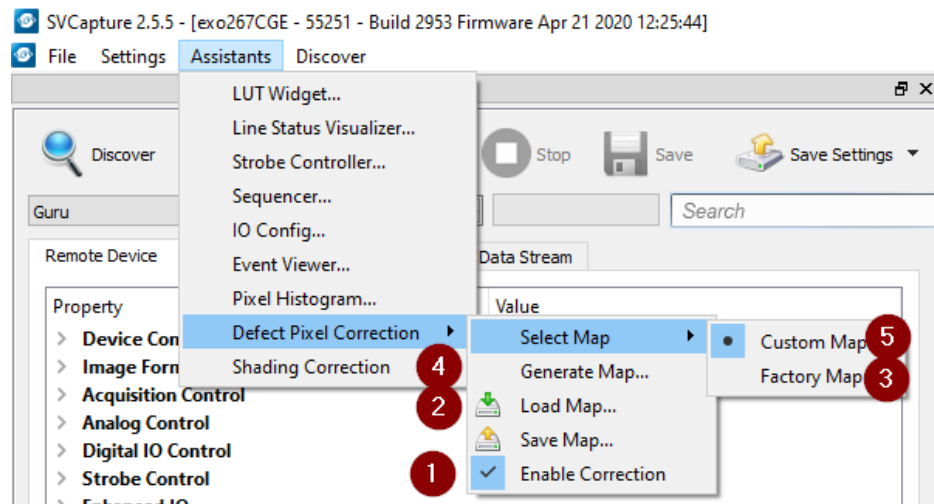 SVCapture 2.5.5 - [exo267CGE - 55251 - Build 2953 Firmware Apr 21 2020 12:25:44]
File Settings Assistants Discover
LUT Widget...
Line Status Visualizer...
Strobe Controller...
Sequencer...
IO Config...
Event Viewer...
Pixel Histogram...
Defect Pixel Correction
Shading Correction
Discover
Stop
Save
Save Settings
Guru
Search
Remote Device
Data Stream
Property
Value
Device Con
Image Form
Acquisition Control
Analog Control
Digital IO Control
Strobe Control
Select Map
Generate Map...
Load Map...
Save Map...
Enable Correction
Custom Map
Factory Map
4
2
1
5
3